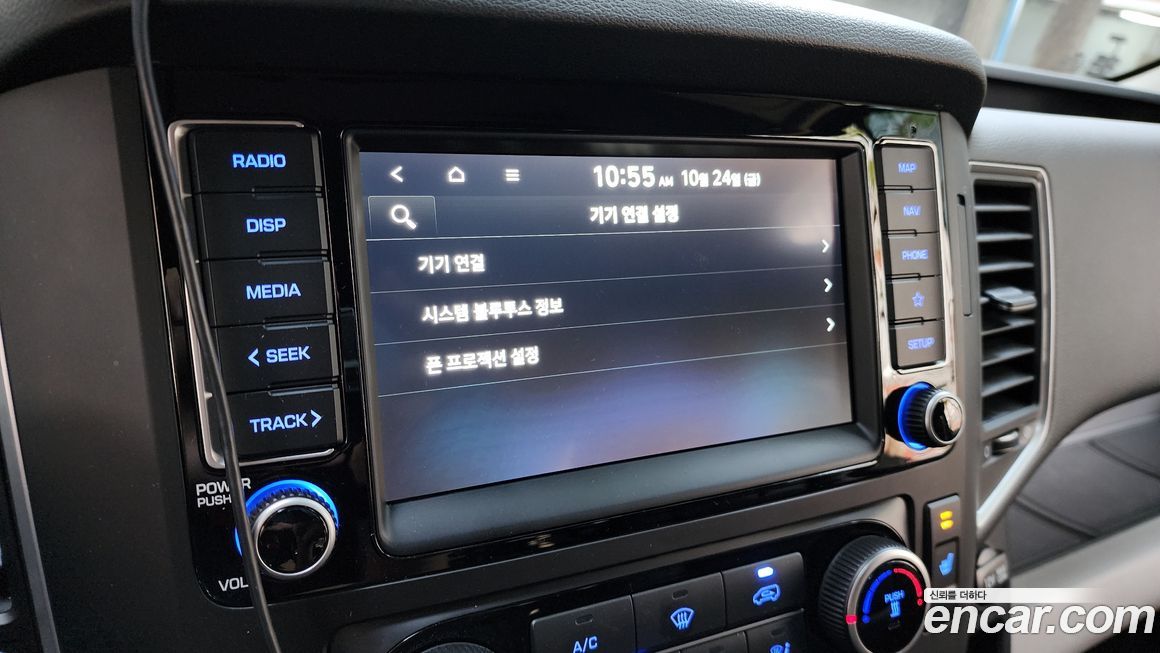 RADIO
DISP
MEDIA
< SEEK
TRACK >
POWER
PUSH
VOL
10:55 AM 10월 24일 (금)
기기 연결 설정
기기 연결
시스템 블루투스 정보
폰 프로젝션 설정
MAP
NAV
PHONE
SETUP
A/C
PUSH
신뢰를 더하다
encar.com